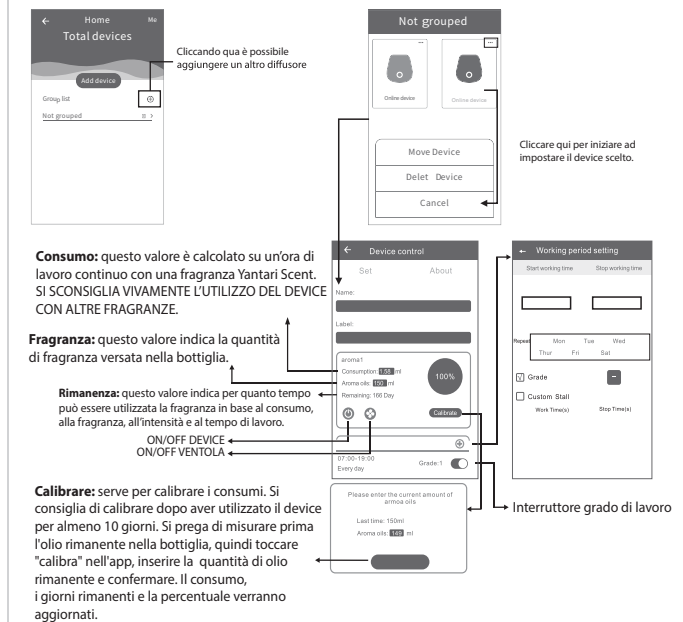 ← Home Me
Total devices
Add device
Group list
Not grouped
Cliccando qua è possibile
aggiungere un altro diffusore
Not grouped
Online device
Online device
Move Device
Delet Device
Cancel
Cliccare qui per iniziare ad
impostare il device scelto.
Consumo: questo valore è calcolato su un'ora di
lavoro continuo con una fragranza Yantari Scent.
SI SCONSIGLIA VIVAMENTE L'UTILIZZO DEL DEVICE
CON ALTRE FRAGRANZE.
Fragranza: questo valore indica la quantità
di fragranza versata nella bottiglia.
Rimanenza: questo valore indica per quanto tempo
può essere utilizzata la fragranza in base al consumo,
alla fragranza, all'intensità e al tempo di lavoro.
ON/OFF DEVICE
ON/OFF VENTOLA
Calibrare: serve per calibrare i consumi. Si
consiglia di calibrare dopo aver utilizzato il device
per almeno 10 giorni. Si prega di misurare prima
l'olio rimanente nella bottiglia, quindi toccare
"calibra" nell'app, inserire la quantità di olio
rimanente e confermare. Il consumo,
i giorni rimanenti e la percentuale verranno
aggiornati.
← Device control
Set About
Name:
Label:
aroma1
Consumption: 1.58 ml
Aroma oils: 150 ml
Remaining: 166 Day
100%
Calibrate
07:00-19:00
Every day
Grade:1
Please enter the current amount of
armoa oils
Last time: 150ml
Aroma oils: 149 ml
← Working period setting
Start working time Stop working time
Repeat Mon Tue Wed
Thur Fri Sat
Grade
Custom Stall
Work Time(s) Stop Time(s)
Interruttore grado di lavoro